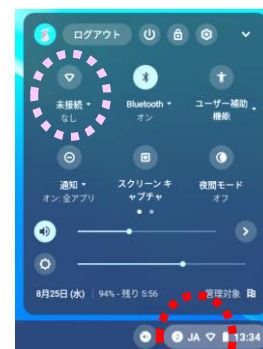 ログアウト
未接続
なし
Bluetooth
オン
ユーザー補助
機能
通知
オン: 全アプリ
スクリーン キ
ャプチャ
夜間モード
オフ
8月25日 (水)
94% - 残り 5:56
管理対象
2 JA 13:34